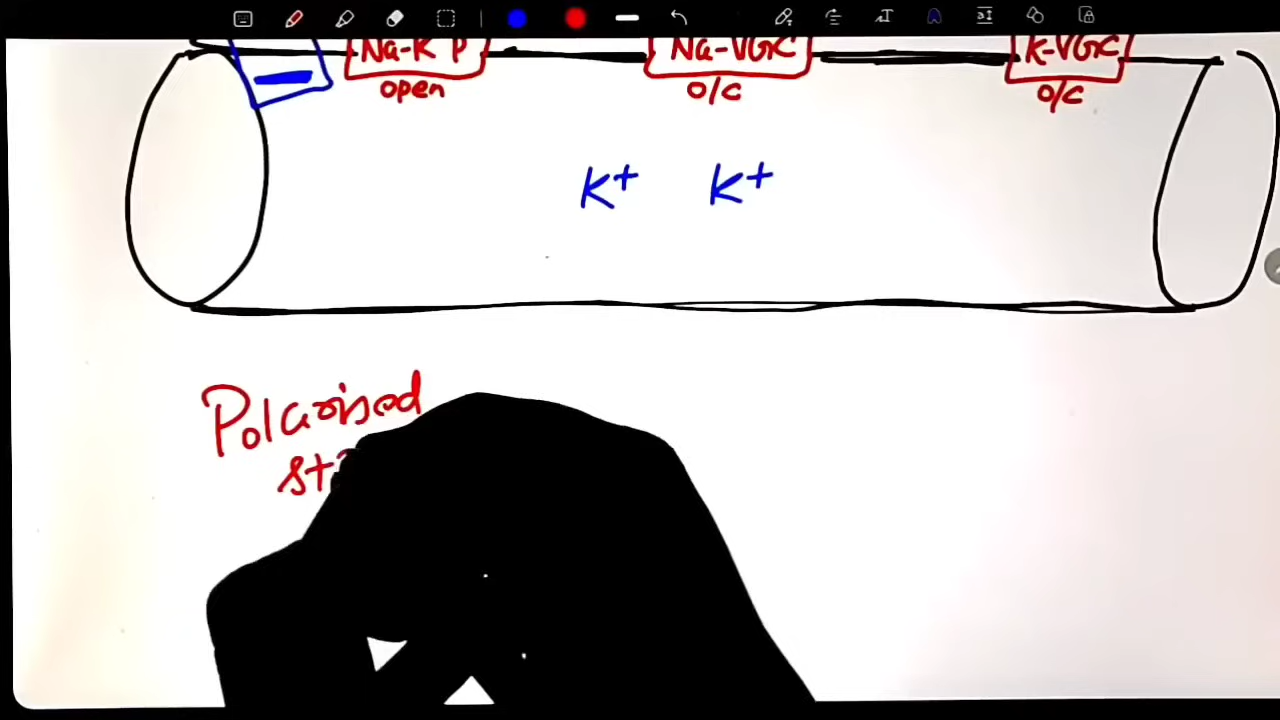 Na-K P Na-VGC K-VGC
open O/C O/C
K+ K+
Polarised